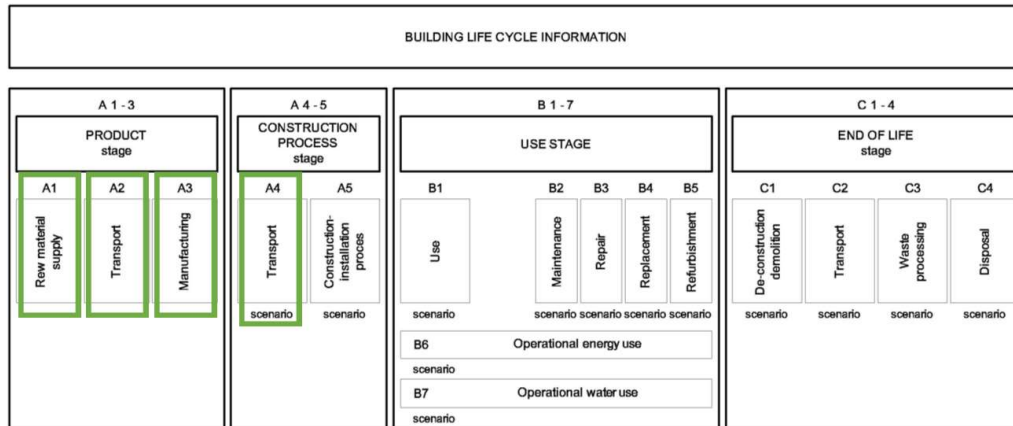 BUILDING LIFE CYCLE INFORMATION
A 1 - 3
PRODUCT
stage
A1
A2
A3
Rew material
supply
Transport
Manufacturing
A 4 - 5
CONSTRUCTION
PROCESS
stage
A4
A5
Transport
Construction-
installation
proces
scenario
scenario
B 1 - 7
USE STAGE
B1
B2
B3
B4
B5
Use
Maintenance
Repair
Replacement
Refurbishment
scenario
scenario
scenario
scenario
scenario
B6
Operational energy use
scenario
B7
Operational water use
scenario
C 1 - 4
END OF LIFE
stage
C1
C2
C3
C4
De-construction
demolition
Transport
Waste
processing
Disposal
scenario
scenario
scenario
scenario